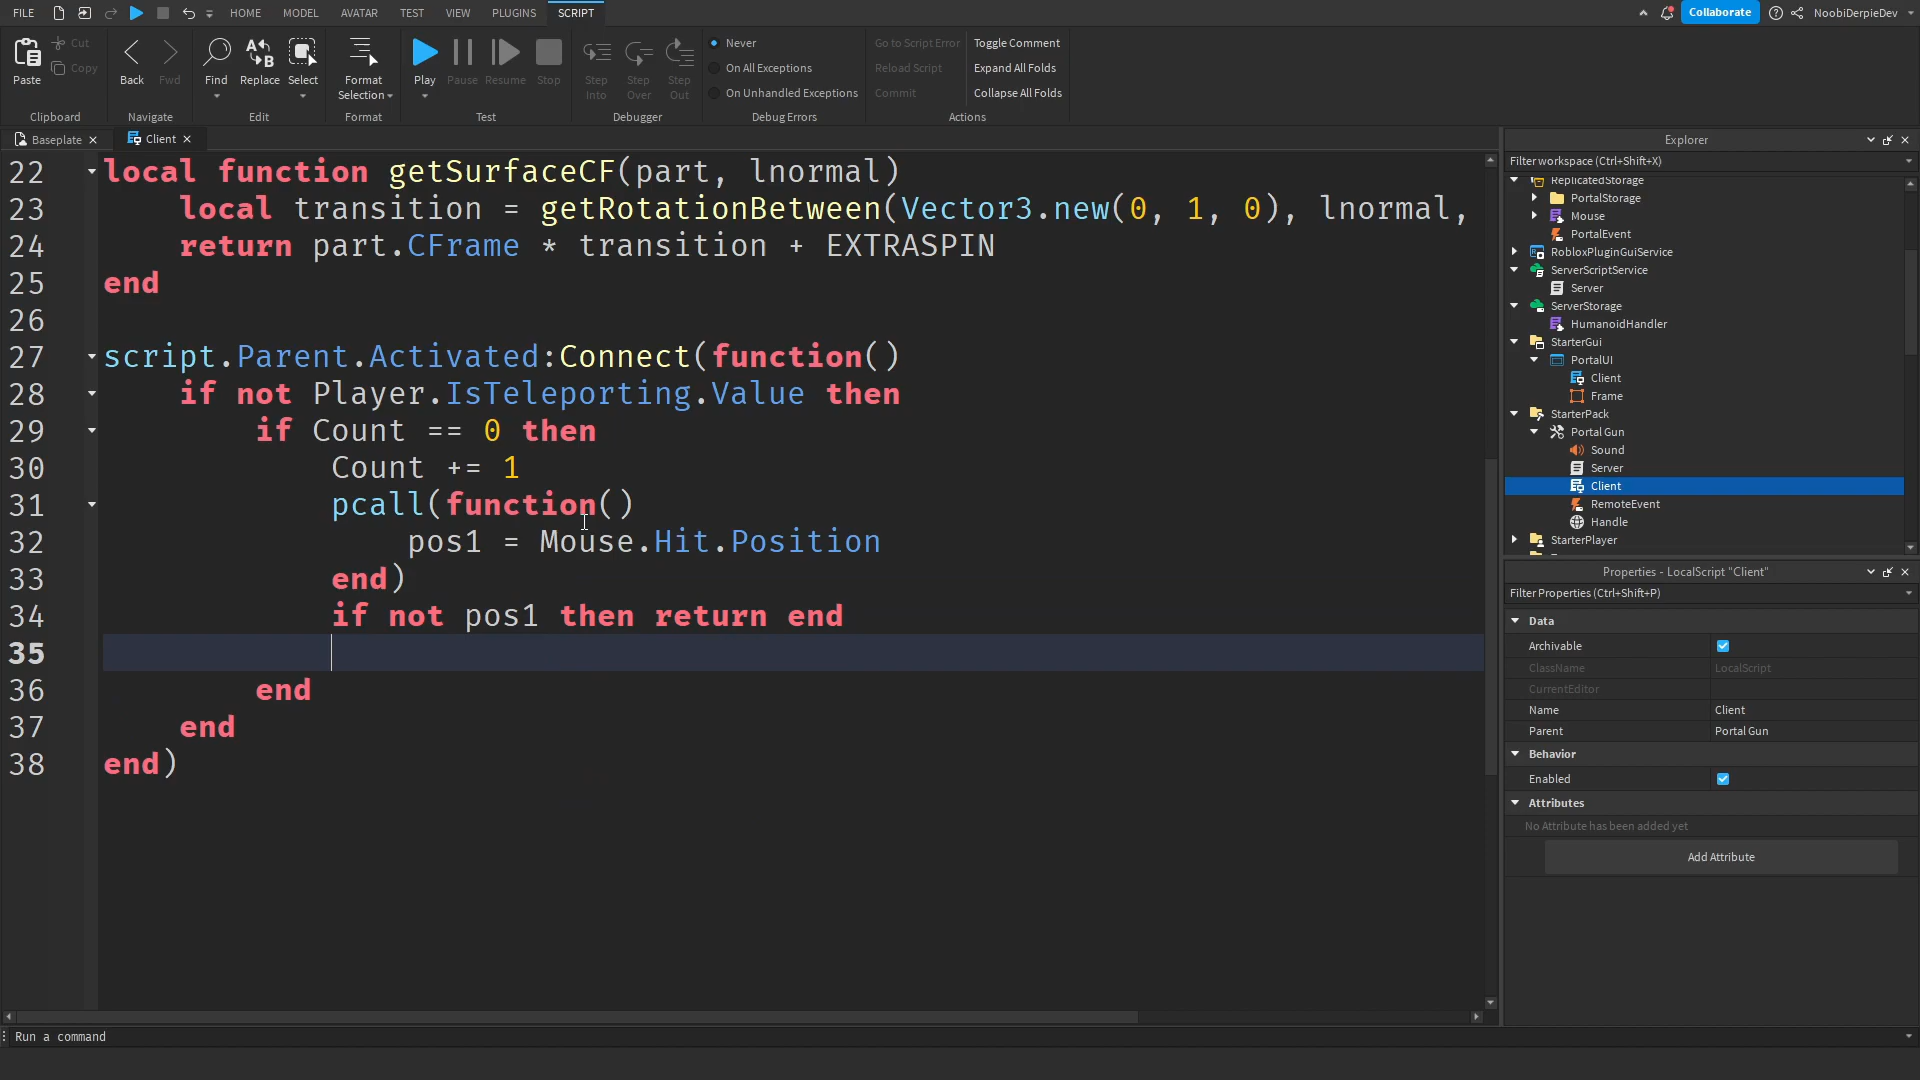 FILE HOME MODEL AVATAR TEST VIEW PLUGINS SCRIPT Collaborate NoobiDerpieDev
Paste Cut Copy Back Fwd Find Replace Select Format Selection Play Pause Resume Stop Step Into Step Over Step Out
Never
On All Exceptions
On Unhandled Exceptions
Go to Script Error
Reload Script
Commit
Toggle Comment
Expand All Folds
Collapse All Folds
Clipboard Navigate Edit Format Test Debugger Debug Errors Actions
Baseplate Client
22 local function getSurfaceCF(part, lnormal)
23 local transition = getRotationBetween(Vector3.new(0, 1, 0), lnormal,
24 return part.CFrame * transition + EXTRASPIN
25 end
26
27 script.Parent.Activated:Connect(function()
28 if not Player.IsTeleporting.Value then
29 if Count == 0 then
30 Count += 1
31 pcall(function()
32 pos1 = Mouse.Hit.Position
33 end)
34 if not pos1 then return end
35
36 end
37 end
38 end)
Explorer
Filter workspace (Ctrl+Shift+X)
ReplicatedStorage
PortalStorage
Mouse
PortalEvent
RobloxPluginGuiService
ServerScriptService
Server
ServerStorage
HumanoidHandler
StarterGui
PortalUI
Client
Frame
StarterPack
Portal Gun
Sound
Server
Client
RemoteEvent
Handle
StarterPlayer
Properties - LocalScript "Client"
Filter Properties (Ctrl+Shift+P)
Data
Archivable
ClassName LocalScript
CurrentEditor
Name Client
Parent Portal Gun
Behavior
Enabled
Attributes
No Attribute has been added yet
Add Attribute
Run a command